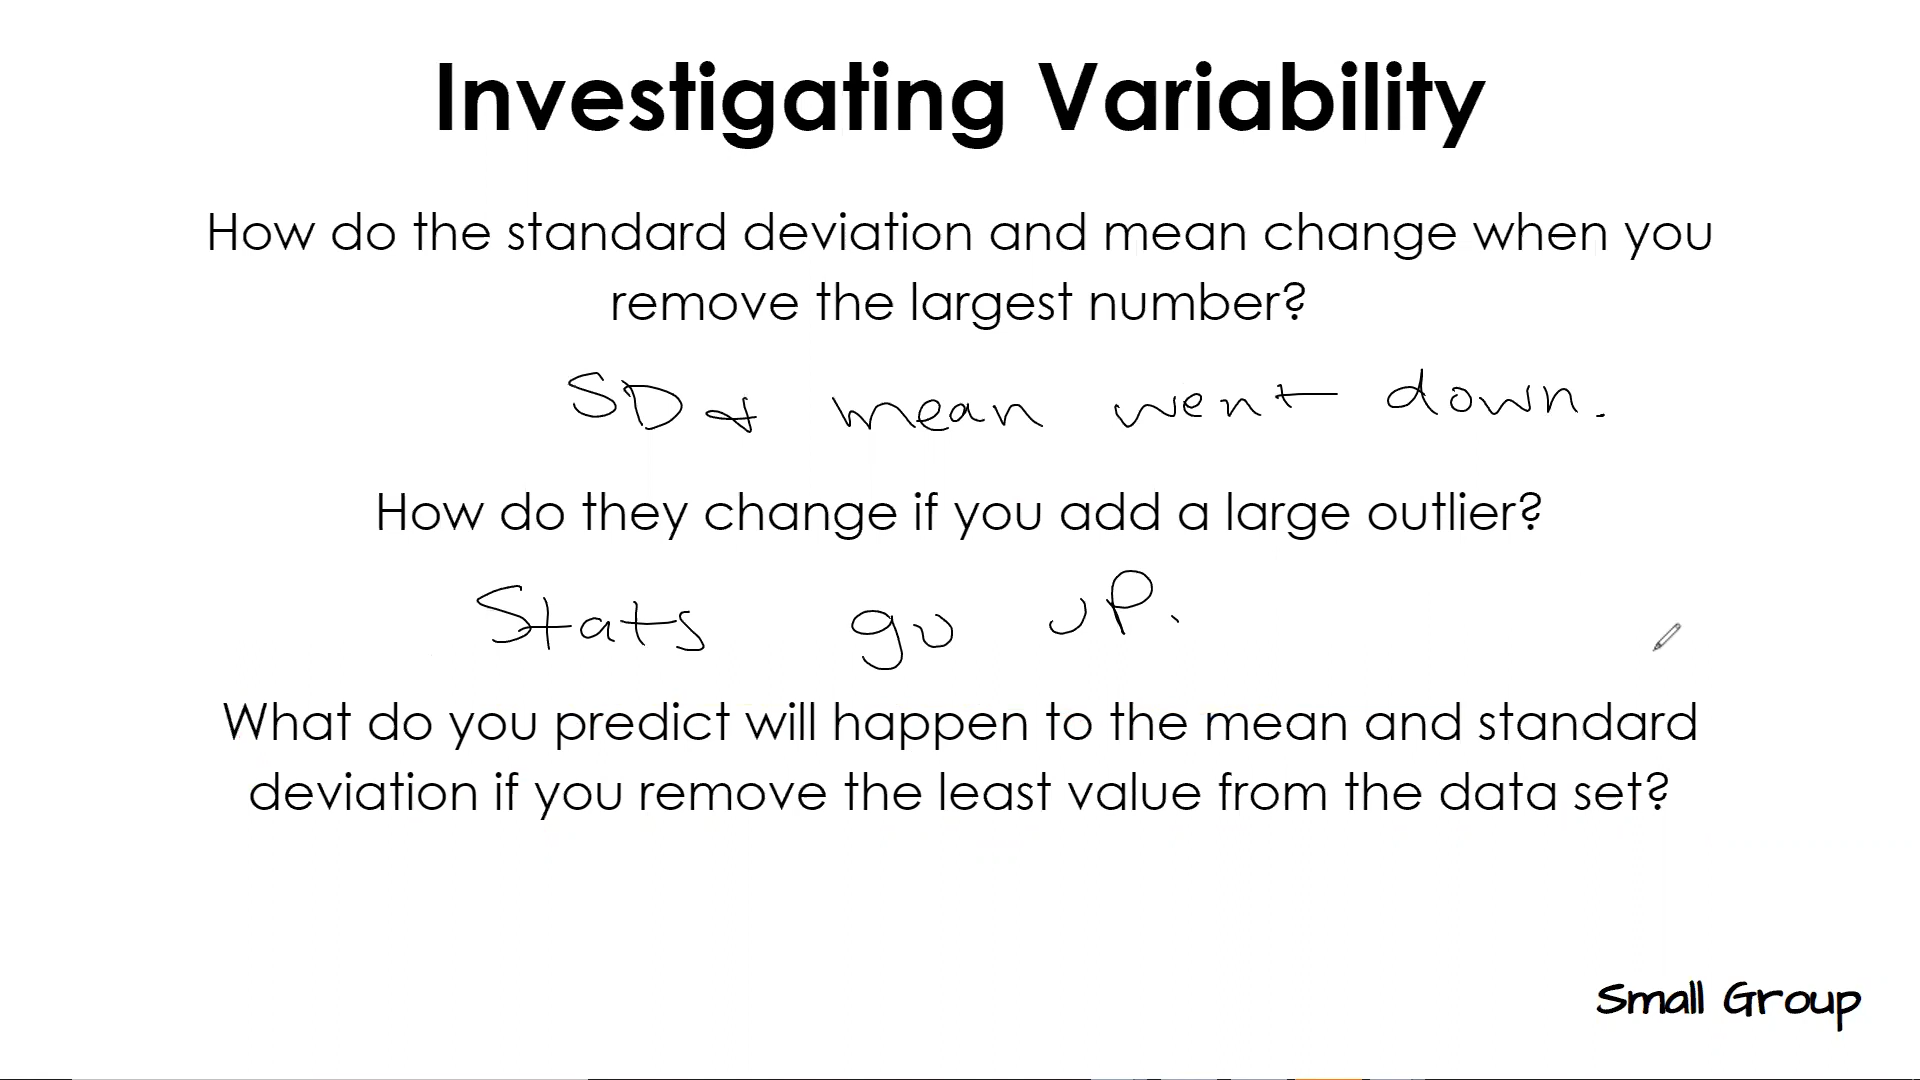 Investigating Variability
How do the standard deviation and mean change when you
remove the largest number?
SD & mean went down.
How do they change if you add a large outlier?
Stats go up.
What do you predict will happen to the mean and standard
deviation if you remove the least value from the data set?
Small Group